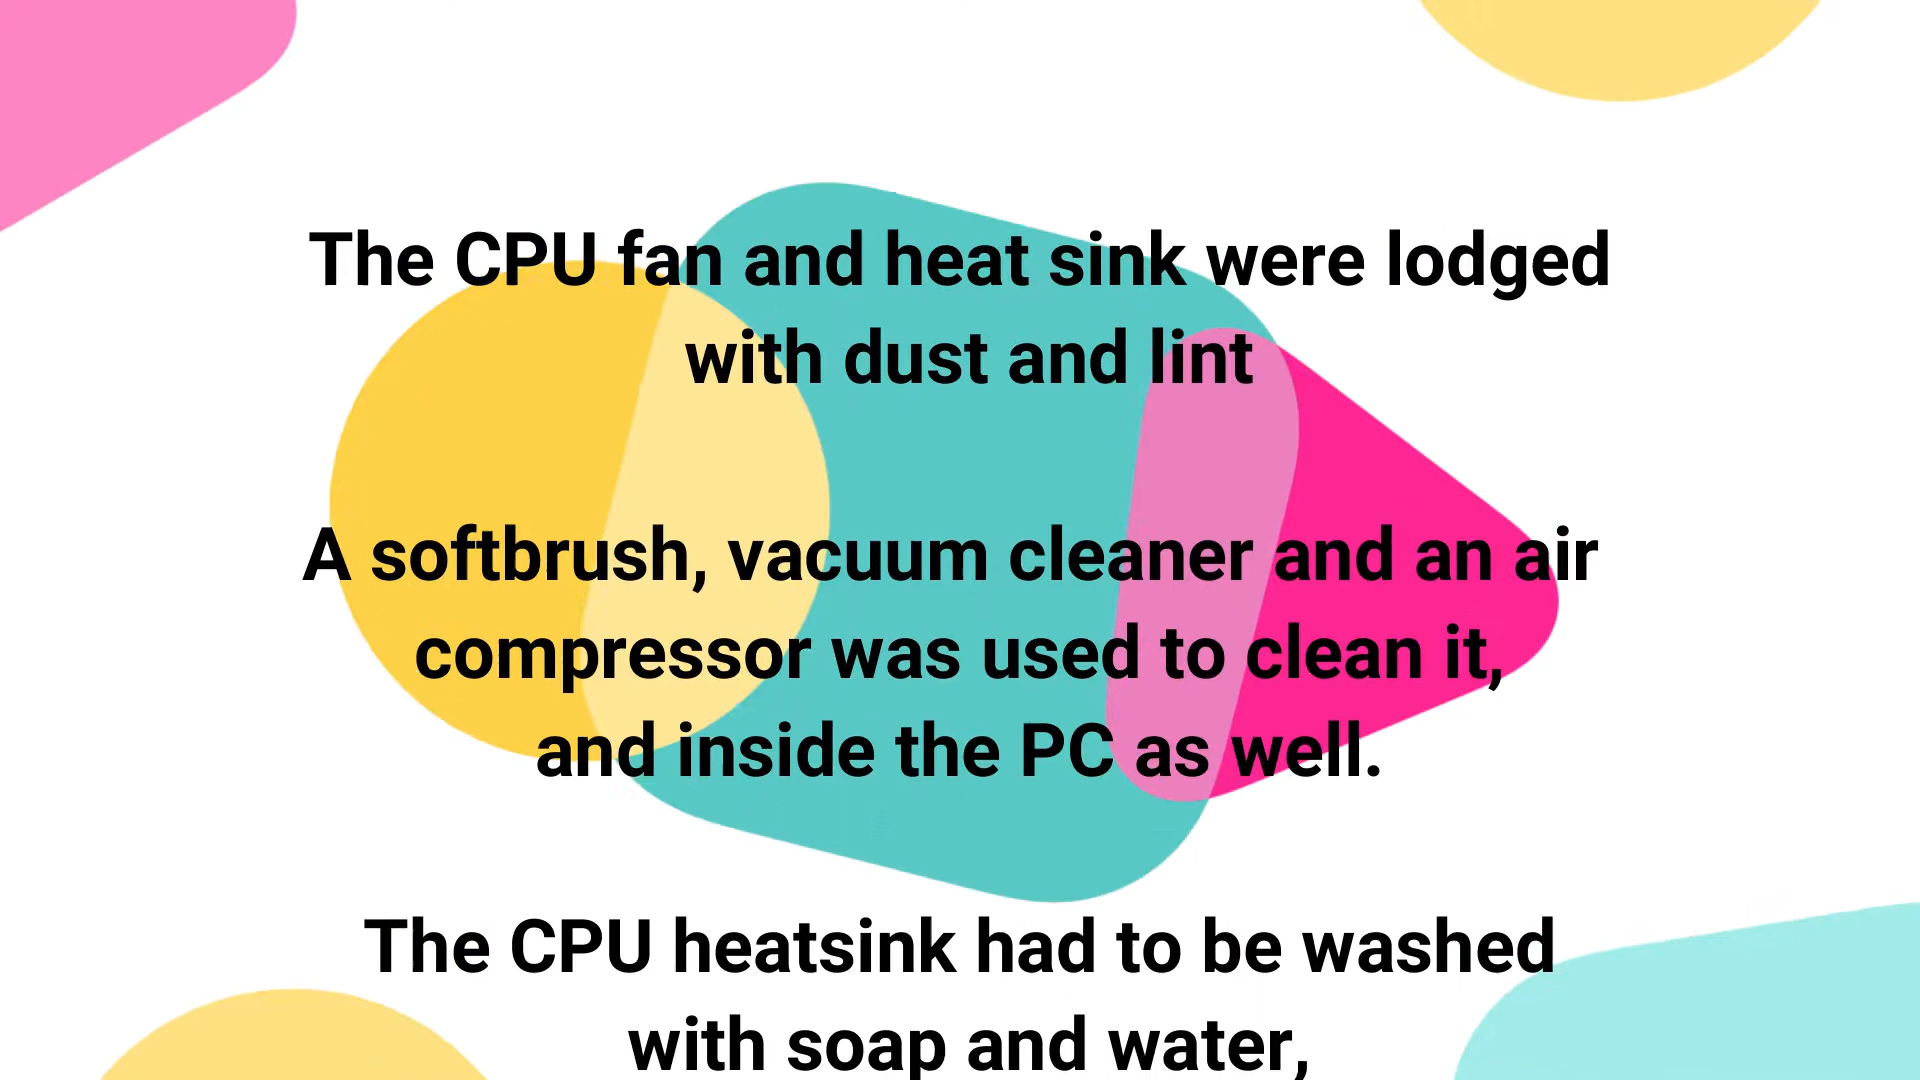 The CPU fan and heat sink were lodged
with dust and lint
A softbrush, vacuum cleaner and an air
compressor was used to clean it,
and inside the PC as well.
The CPU heatsink had to be washed
with soap and water,